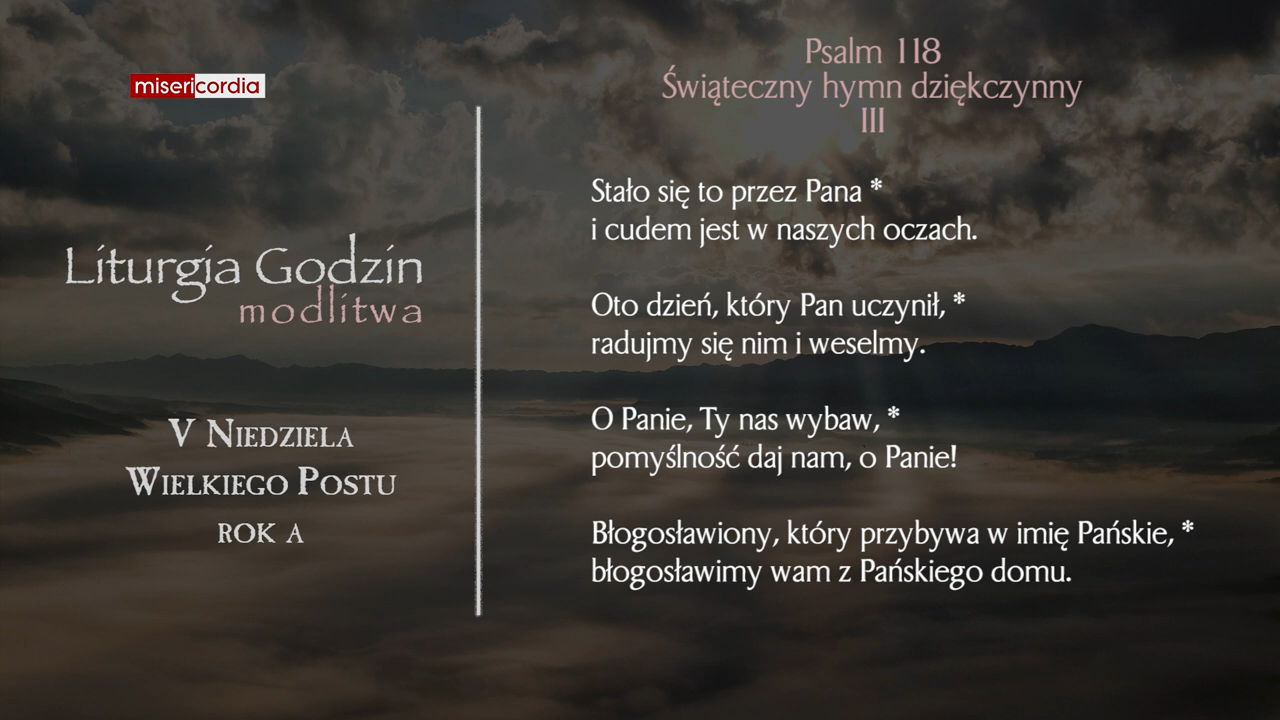 misericordia
Liturgia Godzin
modlitwa
V Niedziela
Wielkiego Postu
rok A
Psalm 118
Świąteczny hymn dziękczynny
III
Stało się to przez Pana *
i cudem jest w naszych oczach.
Oto dzień, który Pan uczynił, *
radujmy się nim i weselmy.
O Panie, Ty nas wybaw, *
pomyślność daj nam, o Panie!
Błogosławiony, który przybywa w imię Pańskie, *
błogosławimy wam z Pańskiego domu.